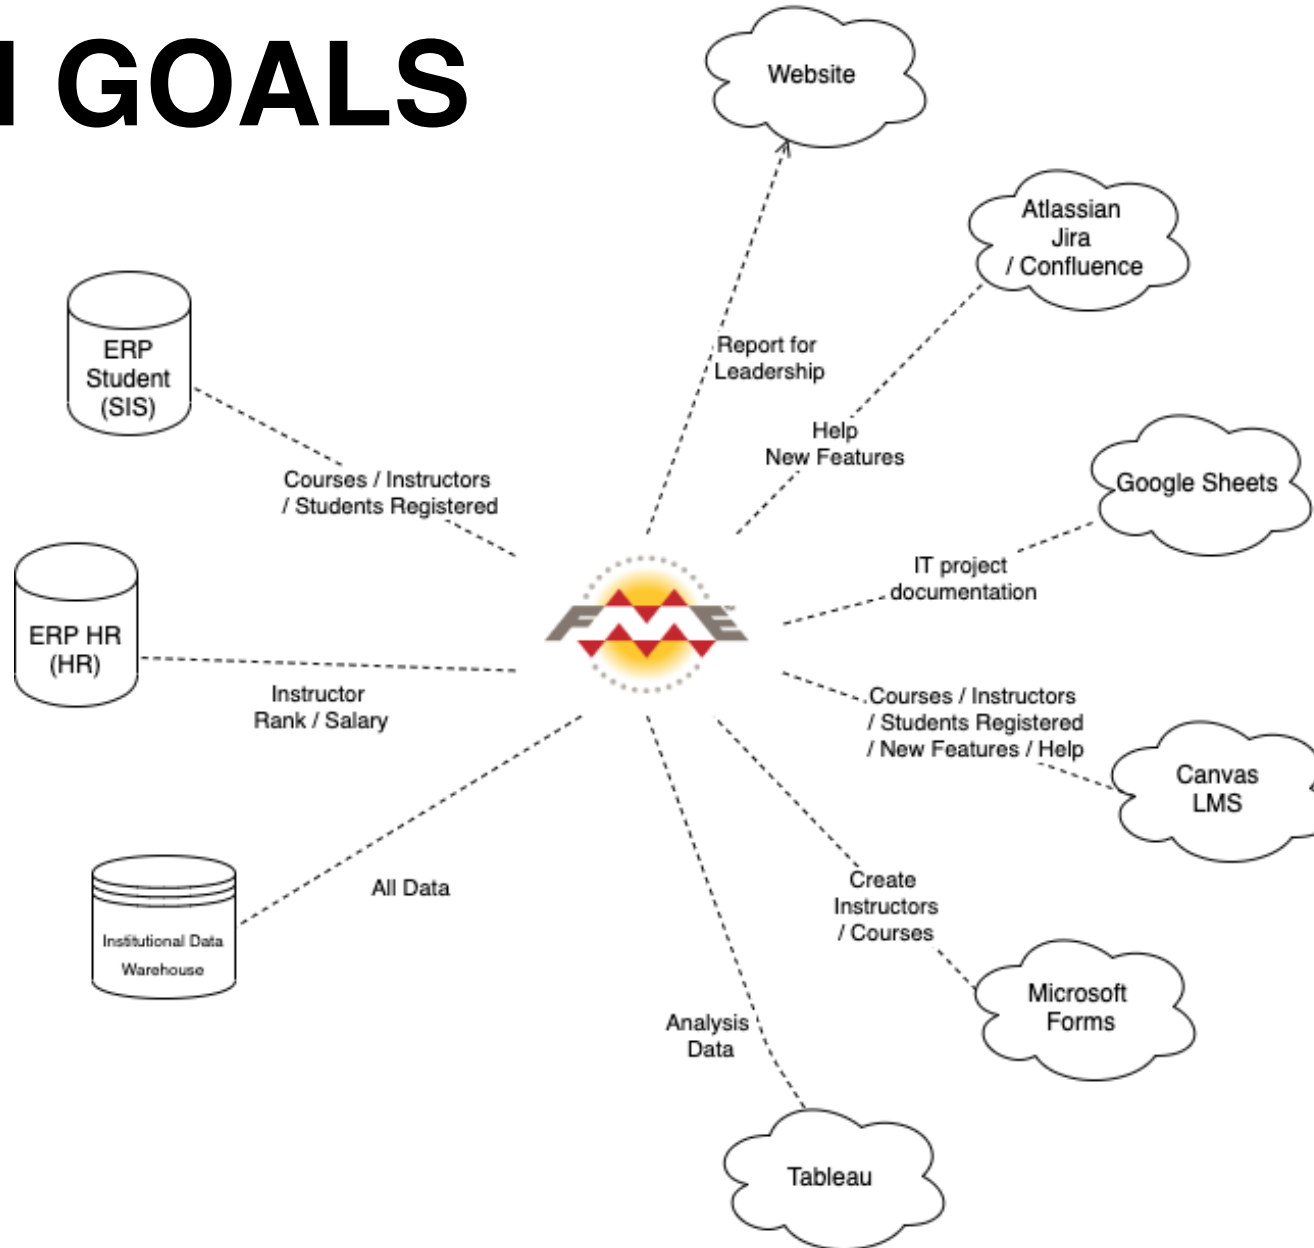 GOALS
Website
Atlassian
Jira
/ Confluence
ERP
Student
(SIS)
Report for
Leadership
Help
New Features
Google Sheets
Courses / Instructors
/ Students Registered
IT project
documentation
FME
ERP HR
(HR)
Instructor
Rank / Salary
Courses / Instructors
/ Students Registered
/ New Features / Help
Canvas
LMS
All Data
Create
Instructors
/ Courses
Institutional Data
Warehouse
Microsoft
Forms
Analysis
Data
Tableau